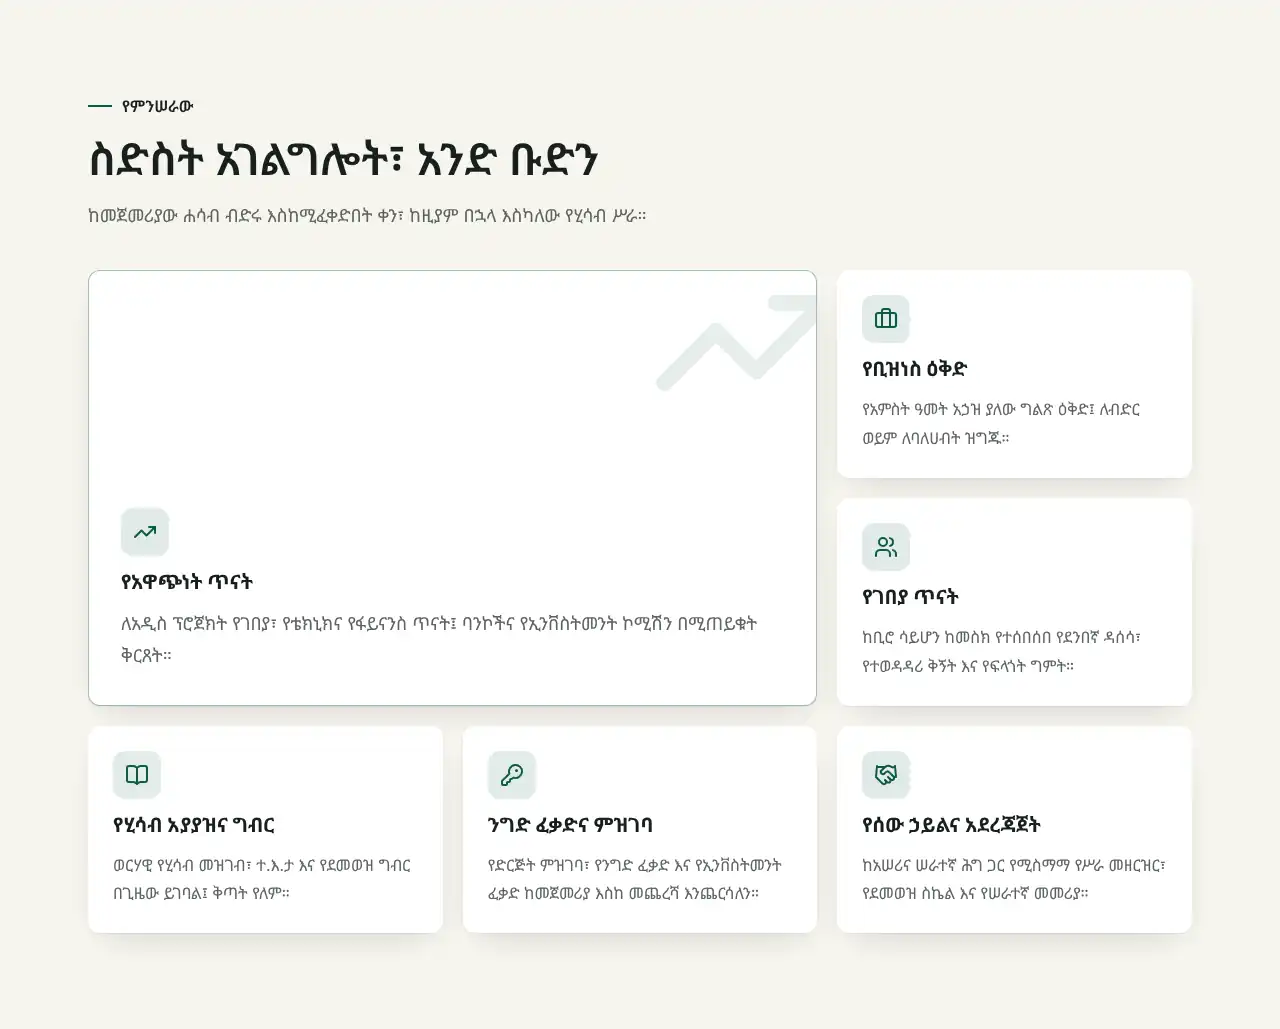 የምንሠራው
ስድስት አገልግሎት፣ አንድ ቡድን
ከመጀመሪያው ሐሳብ ብድሩ እስከሚፈቀድበት ቀን፣ ከዚያም በኋላ እስካለው የሂሳብ ሥራ።
የአዋጭነት ጥናት
ለአዲስ ፕሮጀክት የገበያ፣ የቴክኒክና የፋይናንስ ጥናት፤ ባንኮችና የኢንቨስትመንት ኮሚሽን በሚጠይቁት
ቅርጸት።
የቢዝነስ ዕቅድ
የአምስት ዓመት አኃዝ ያለው ግልጽ ዕቅድ፤ ለብድር
ወይም ለባለሀብት ዝግጁ።
የገበያ ጥናት
ከቢሮ ሳይሆን ከመስክ የተሰበሰበ የደንበኛ ዳሰሳ፣
የተወዳዳሪ ቅኝት እና የፍላጎት ግምት።
የሂሳብ አያያዝና ግብር
ወርሃዊ የሂሳብ መዝገብ፣ ተ.እ.ታ እና የደመወዝ ግብር
በጊዜው ይገባል፤ ቅጣት የለም።
ንግድ ፈቃድና ምዝገባ
የድርጅት ምዝገባ፣ የንግድ ፈቃድ እና የኢንቨስትመንት
ፈቃድ ከመጀመሪያ እስከ መጨረሻ እንጨርሳለን።
የሰው ኃይልና አደረጃጀት
ከአሠሪና ሠራተኛ ሕግ ጋር የሚስማማ የሥራ መዘርዝር፣
የደመወዝ ስኬል እና የሠራተኛ መመሪያ።